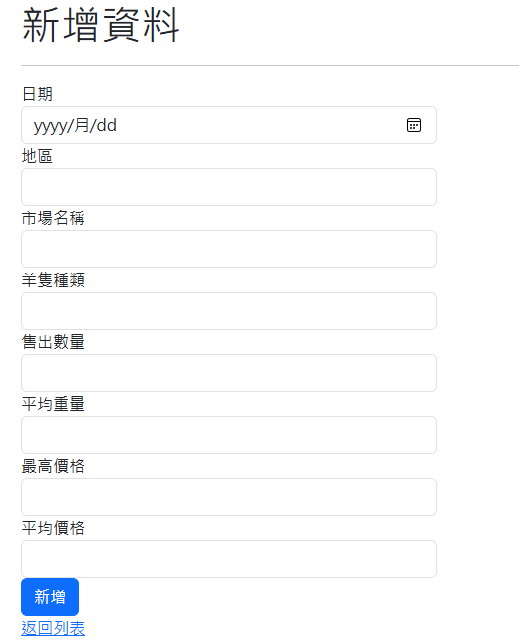 新增資料
日期
yyyy/月/dd
地區
市場名稱
羊隻種類
售出數量
平均重量
最高價格
平均價格
新增
返回列表